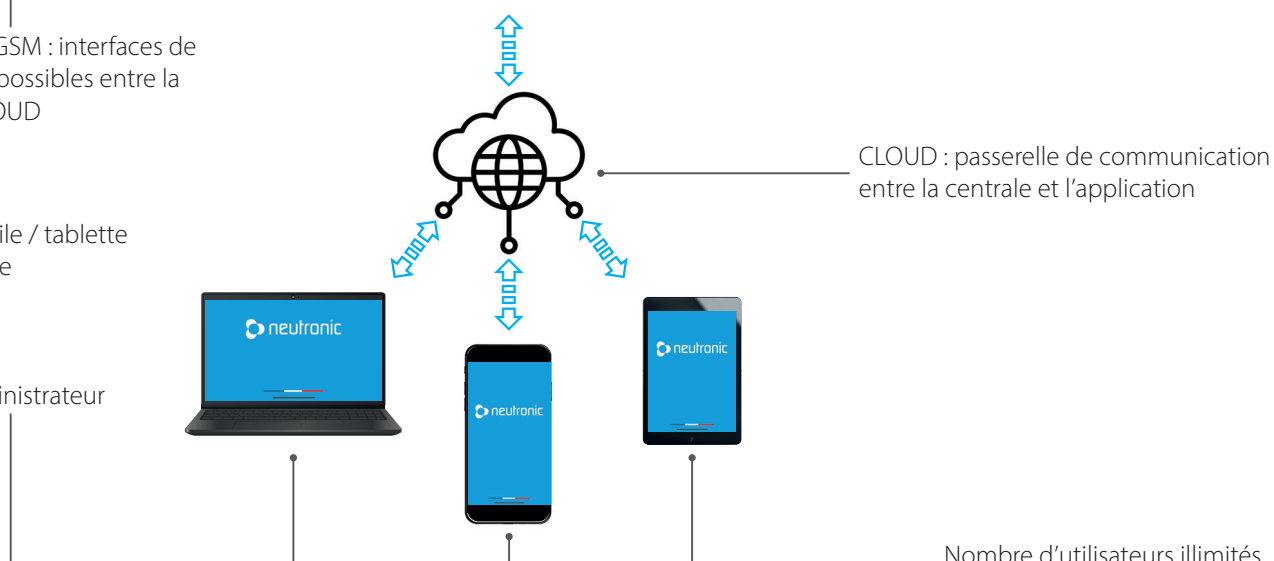 GSM : interfaces de
possibles entre la
OUD
CLOUD : passerelle de communication
entre la centrale et l'application
ile / tablette
e
neutronic
neutronic
neutronic
inistrateur
Nombre d'utilisateurs illimités